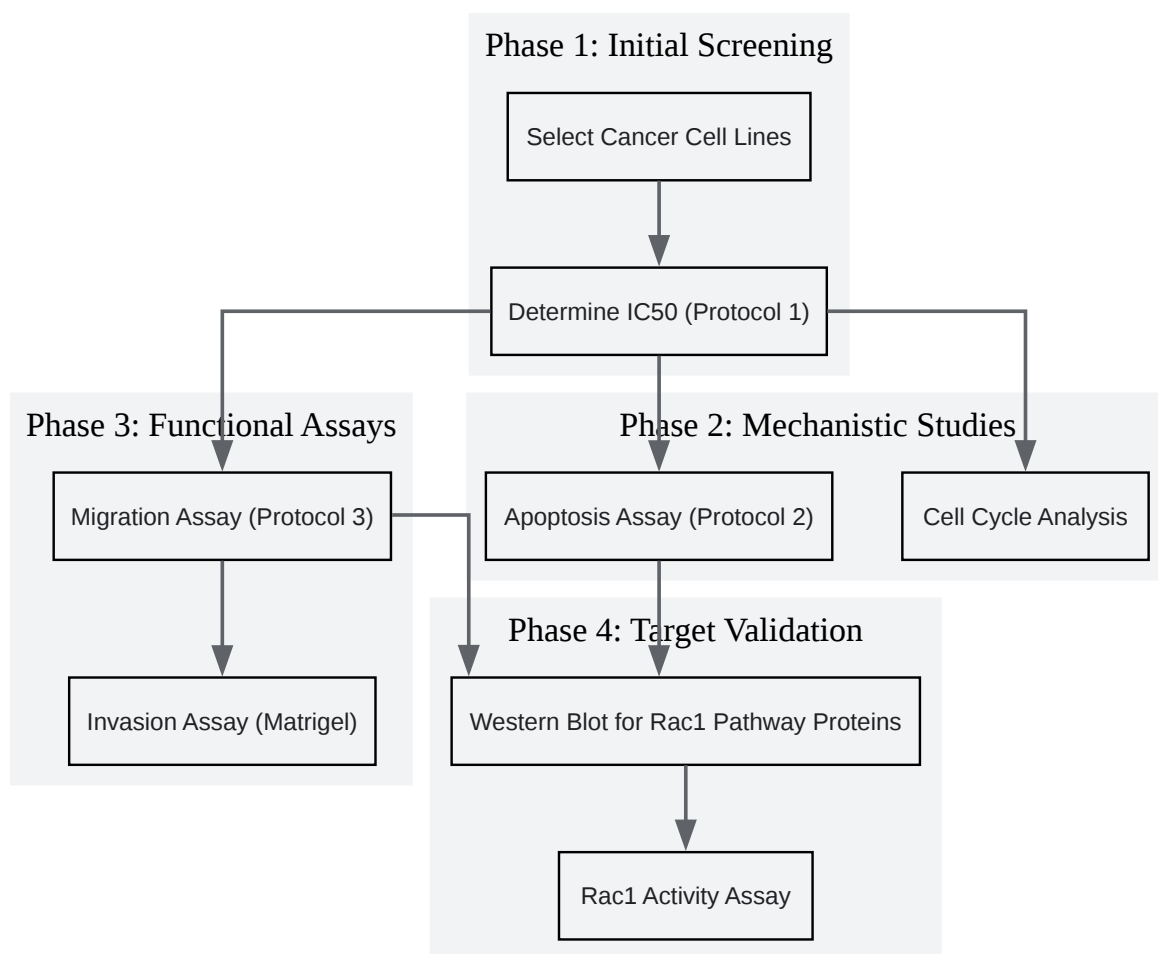 Phase 1: Initial Screening
Select Cancer Cell Lines
Determine IC50 (Protocol 1)
Phase 3: Functional Assays
Phase 2: Mechanistic Studies
Migration Assay (Protocol 3)
Apoptosis Assay (Protocol 2)
Cell Cycle Analysis
Phase 4: Target Validation
Invasion Assay (Matrigel)
Western Blot for Rac1 Pathway Proteins
Rac1 Activity Assay